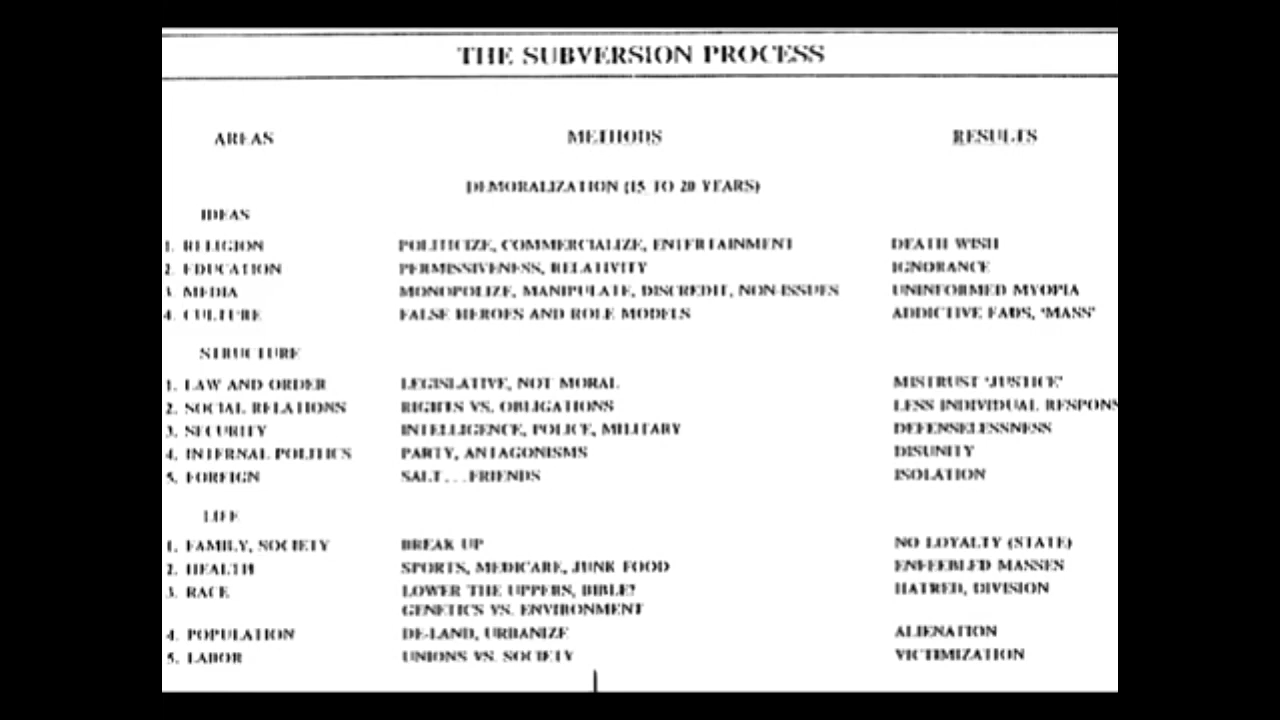 THE SUBVERSION PROCESS
AREAS METHODS RESULTS
DEMORALIZATION (15 TO 20 YEARS)
IDEAS
1. RELIGION POLITICIZE, COMMERCIALIZE, ENTERTAINMENT DEATH WISH
2. EDUCATION PERMISSIVENESS, RELATIVITY IGNORANCE
3. MEDIA MONOPOLIZE, MANIPULATE, DISCREDIT, NON-ISSUES UNINFORMED MYOPIA
4. CULTURE FALSE HEROES AND ROLE MODELS ADDICTIVE FADS, 'MASS'
STRUCTURE
1. LAW AND ORDER LEGISLATIVE, NOT MORAL MISTRUST 'JUSTICE'
2. SOCIAL RELATIONS RIGHTS VS. OBLIGATIONS LESS INDIVIDUAL RESPONS
3. SECURITY INTELLIGENCE, POLICE, MILITARY DEFENSELESSNESS
4. INTERNAL POLITICS PARTY, ANTAGONISMS DISUNITY
5. FOREIGN SALT...FRIENDS ISOLATION
LIFE
1. FAMILY, SOCIETY BREAK UP NO LOYALTY (STATE)
2. HEALTH SPORTS, MEDICARE, JUNK FOOD ENFEEBLED MASSES
3. RACE LOWER THE UPPERS, BIBLE? HATRED, DIVISION
GENETICS VS. ENVIRONMENT
4. POPULATION DE-LAND, URBANIZE ALIENATION
5. LABOR UNIONS VS. SOCIETY VICTIMIZATION